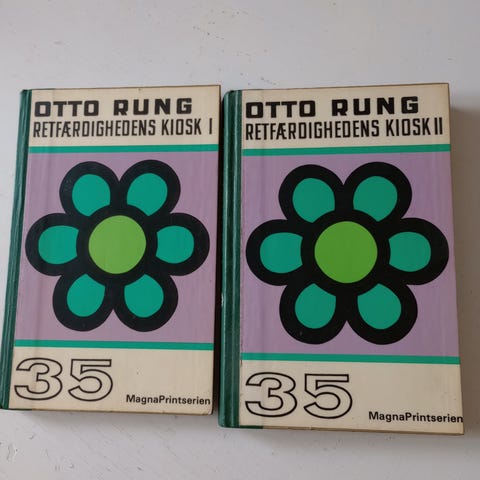 OTTO RUNG
RETFÆRDIGHEDENS KIOSK I
35
MagnaPrintserien
OTTO RUNG
RETFÆRDIGHEDENS KIOSK II
35
MagnaPrintserien